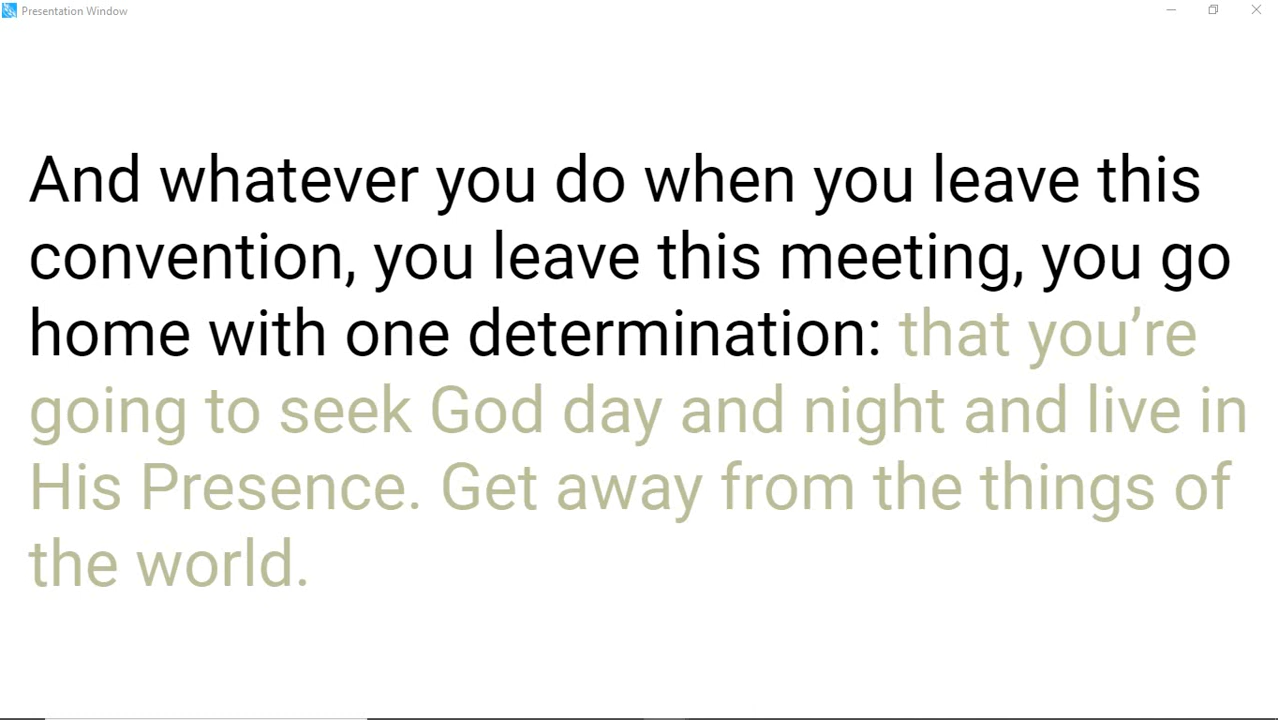 Presentation Window
And whatever you do when you leave this
convention, you leave this meeting, you go
home with one determination: that you’re
going to seek God day and night and live in
His Presence. Get away from the things of
the world.